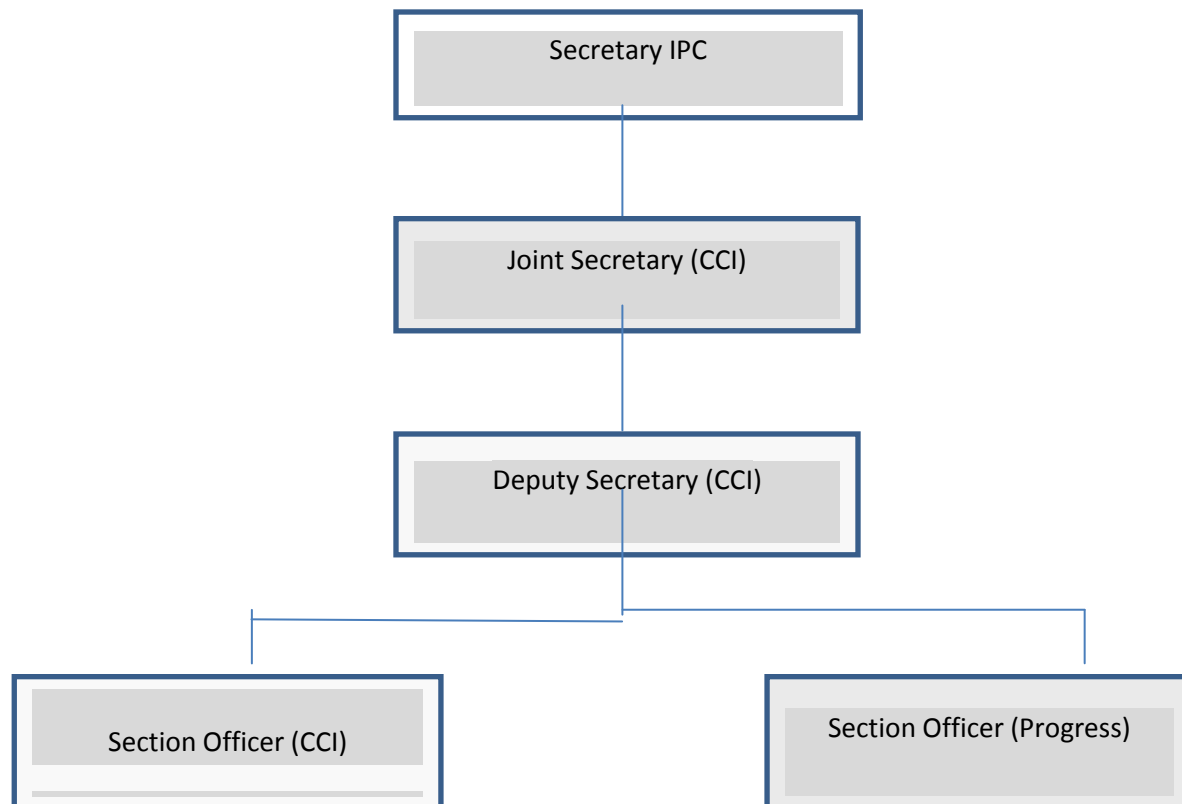 Secretary IPC
Joint Secretary (CCI)
Deputy Secretary (CCI)
Section Officer (CCI)
Section Officer (Progress)